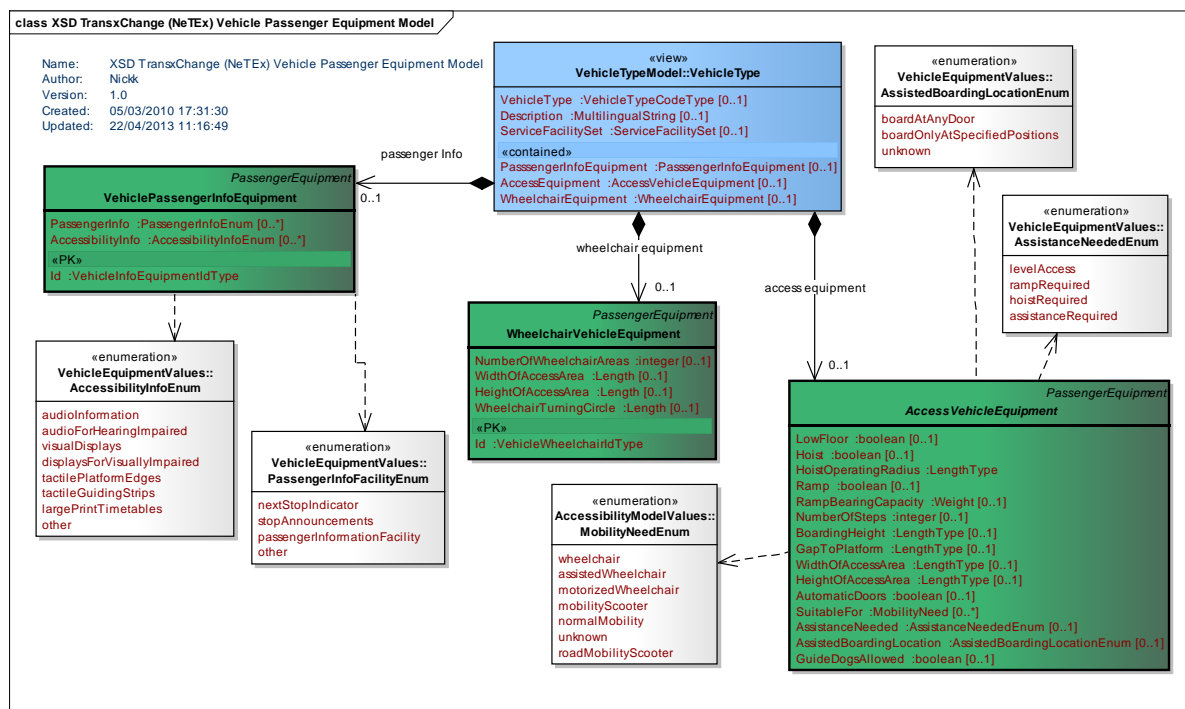 class XSD TransxChange (NeTEx) Vehicle Passenger Equipment Model
Name: XSD TransxChange (NeTEx) Vehicle Passenger Equipment Model
Author: Nickk
Version: 1.0
Created: 05/03/2010 17:31:30
Updated: 22/04/2013 11:16:49
«view»
VehicleTypeModel::VehicleType
VehicleType :VehicleTypeCodeType [0..1]
Description :MultilingualString [0..1]
ServiceFacilitySet :ServiceFacilitySet [0..1]
«contained»
PasssengerInfoEquipment :PasssengerInfoEquipment [0..1]
AccessEquipment :AccessVehicleEquipment [0..1]
WheelchairEquipment :WheelchairEquipment [0..1]
«enumeration»
VehicleEquipmentValues::
AssistedBoardingLocationEnum
boardAtAnyDoor
boardOnlyAtSpecifiedPositions
unknown
passenger Info
0..1
PassengerEquipment
VehiclePassengerInfoEquipment
PassengerInfo :PassengerInfoEnum [0..*]
AccessibilityInfo :AccessibilityInfoEnum [0..*]
«PK»
Id :VehicleInfoEquipmentIdType
«enumeration»
VehicleEquipmentValues::
AssistanceNeededEnum
levelAccess
rampRequired
hoistRequired
assistanceRequired
wheelchair equipment
0..1
access equipment
0..1
PassengerEquipment
WheelchairVehicleEquipment
NumberOfWheelchairAreas :integer [0..1]
WidthOfAccessArea :Length [0..1]
HeightOfAccessArea :Length [0..1]
WheelchairTurningCircle :Length [0..1]
«PK»
Id :VehicleWheelchairIdType
«enumeration»
VehicleEquipmentValues::
AccessibilityInfoEnum
audioInformation
audioForHearingImpaired
visualDisplays
displaysForVisuallyImpaired
tactilePlatformEdges
tactileGuidingStrips
largePrintTimetables
other
«enumeration»
VehicleEquipmentValues::
PassengerInfoFacilityEnum
nextStopIndicator
stopAnnouncements
passengerInformationFacility
other
«enumeration»
AccessibilityModelValues::
MobilityNeedEnum
wheelchair
assistedWheelchair
motorizedWheelchair
mobilityScooter
normalMobility
unknown
roadMobilityScooter
PassengerEquipment
AccessVehicleEquipment
LowFloor :boolean [0..1]
Hoist :boolean [0..1]
HoistOperatingRadius :LengthType
Ramp :boolean [0..1]
RampBearingCapacity :Weight [0..1]
NumberOfSteps :integer [0..1]
BoardingHeight :LengthType [0..1]
GapToPlatform :LengthType [0..1]
WidthOfAccessArea :LengthType [0..1]
HeightOfAccessArea :LengthType [0..1]
AutomaticDoors :boolean [0..1]
SuitableFor :MobilityNeed [0..*]
AssistanceNeeded :AssistanceNeededEnum [0..1]
AssistedBoardingLocation :AssistedBoardingLocationEnum [0..1]
GuideDogsAllowed :boolean [0..1]